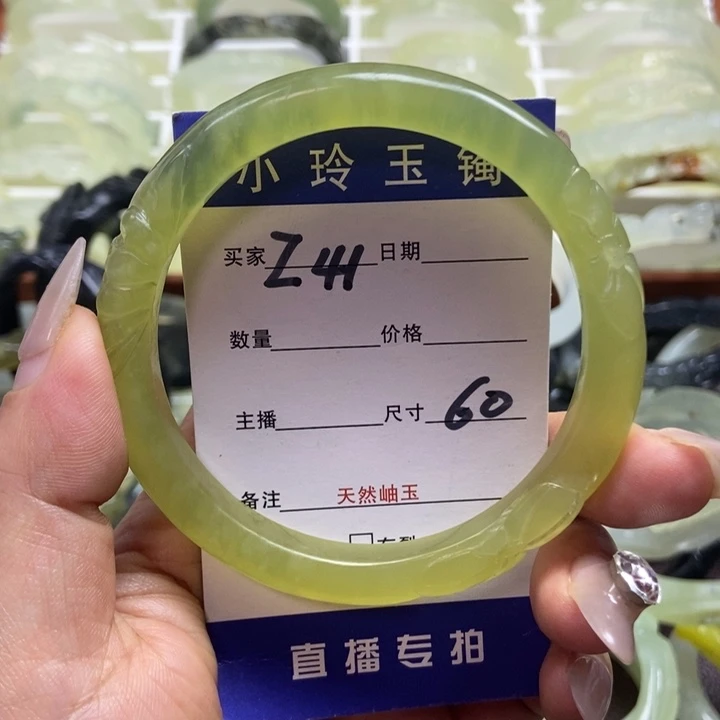 小玲玉镯
买家 Z411 日期
数量 价格
主播 尺寸 60
备注 天然岫玉
直播专拍